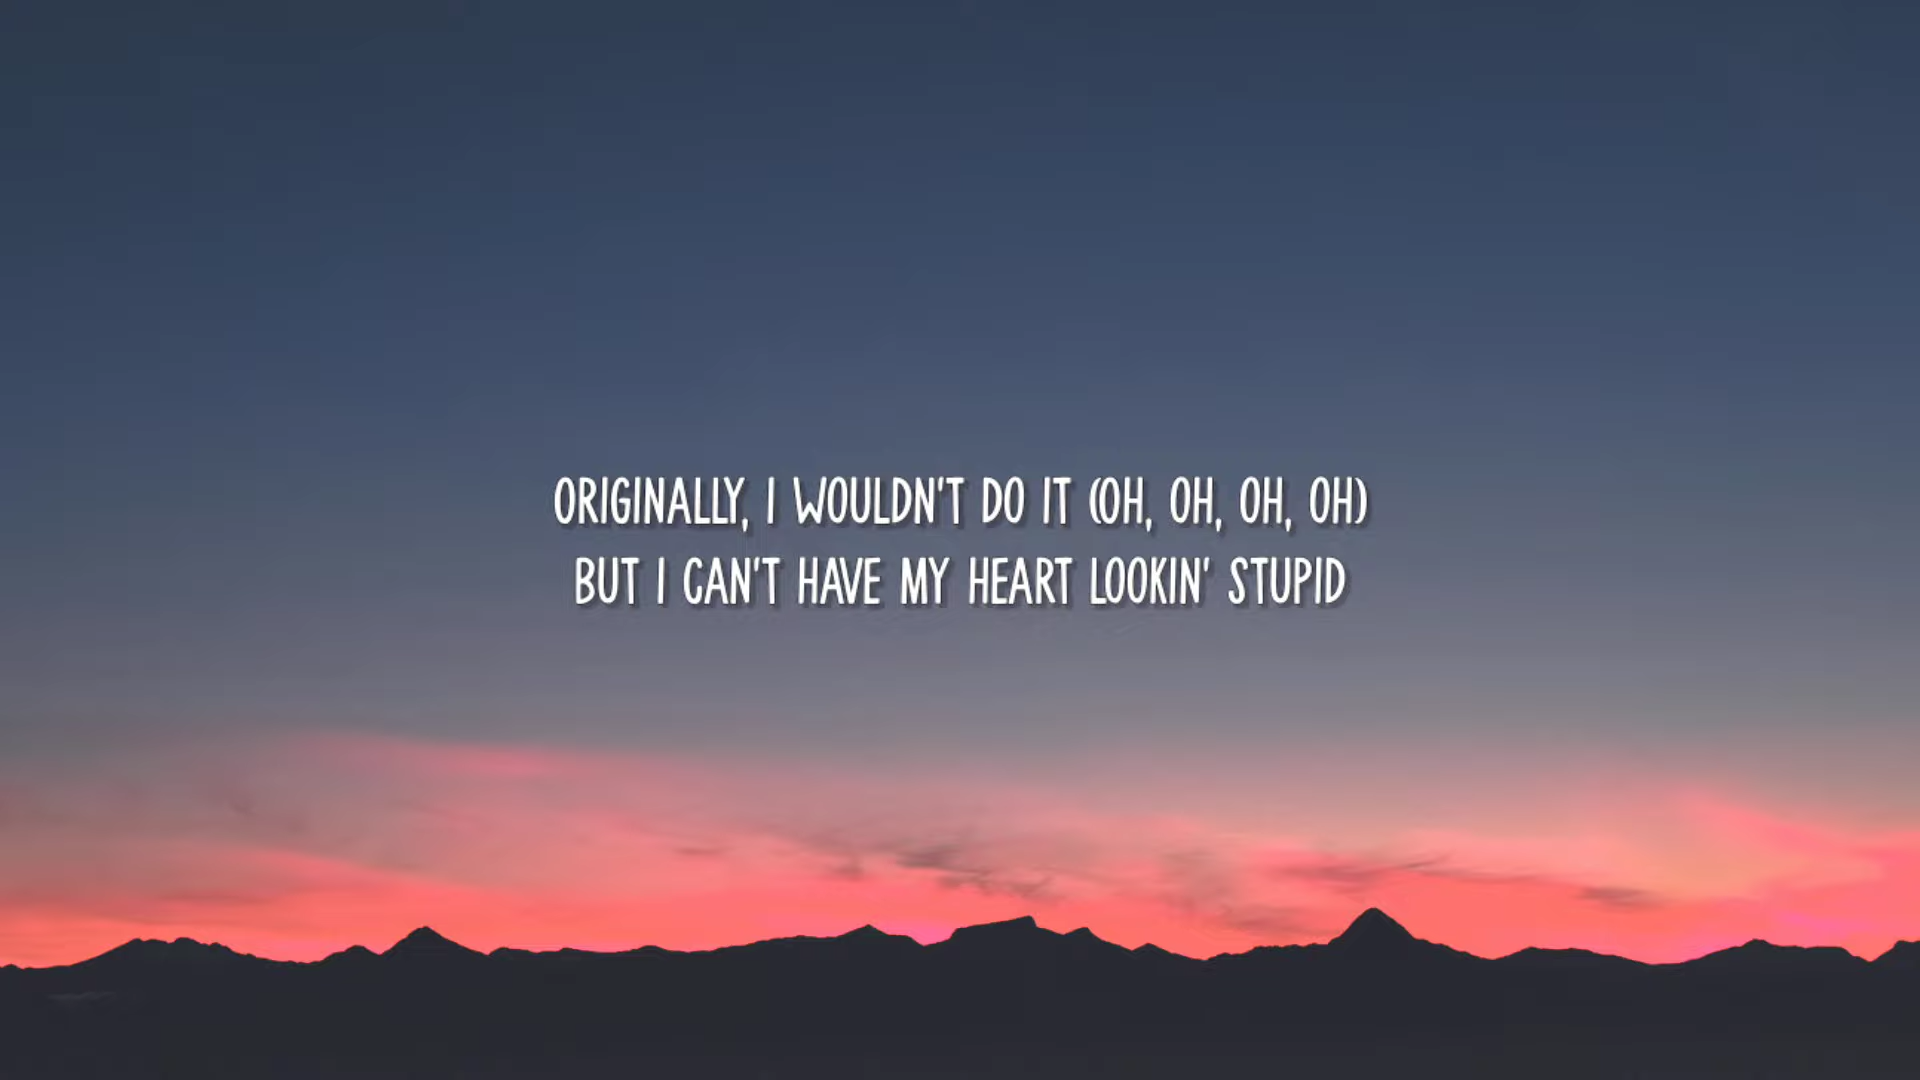 ORIGINALLY, I WOULDN'T DO IT (OH, OH, OH, OH)
BUT I CAN'T HAVE MY HEART LOOKIN' STUPID